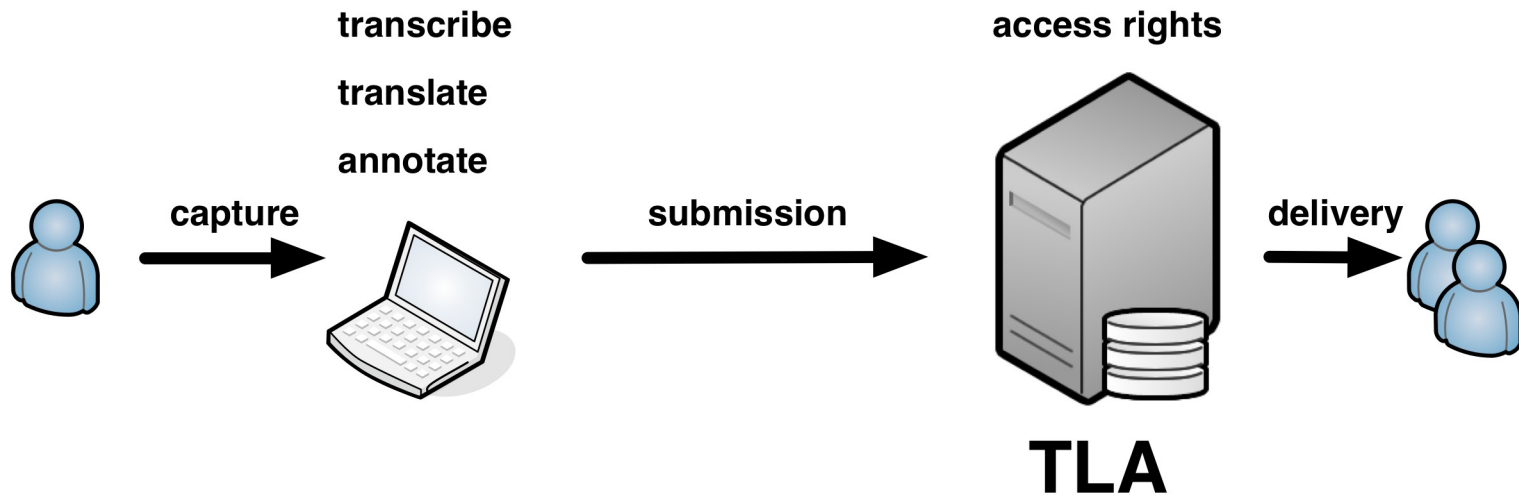 transcribe
translate
annotate
access rights
capture
submission
delivery
TLA